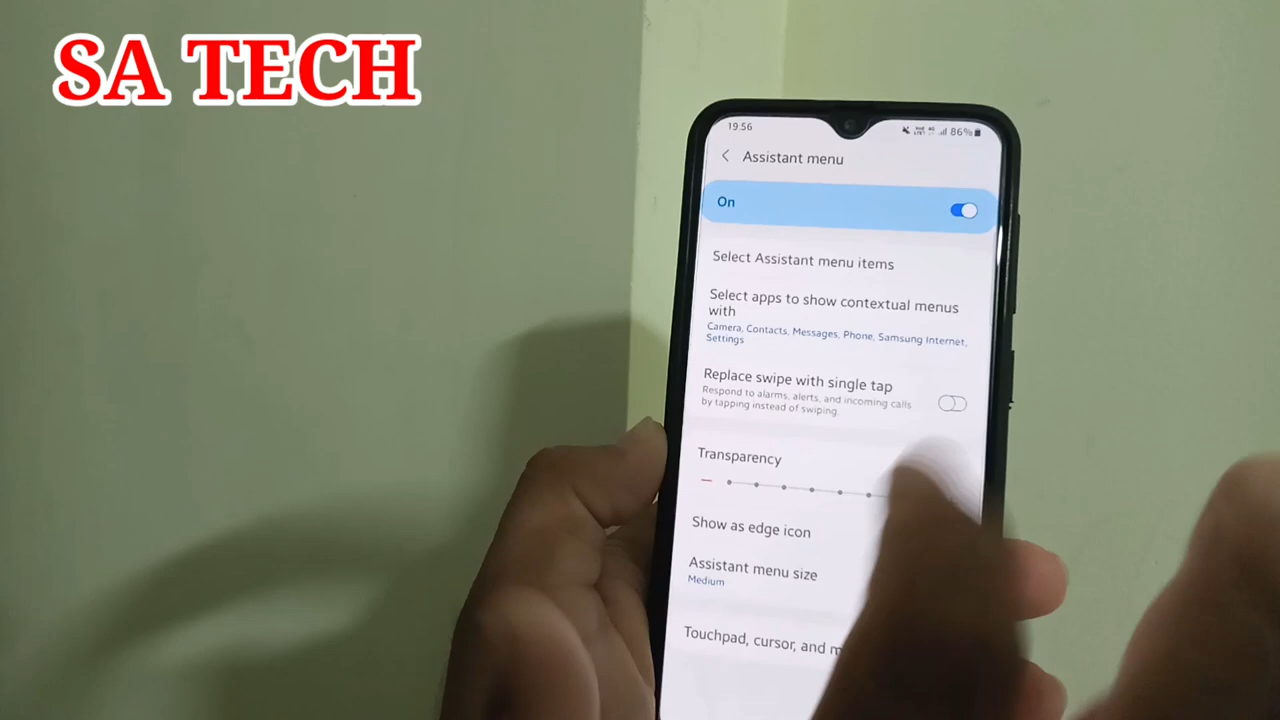 SA TECH
19:56
86%
Assistant menu
On
Select Assistant menu items
Select apps to show contextual menus
with
Camera, Contacts, Messages, Phone, Samsung Internet,
Settings
Replace swipe with single tap
Respond to alarms, alerts, and incoming calls
by tapping instead of swiping.
Transparency
Show as edge icon
Assistant menu size
Medium
Touchpad, cursor, and